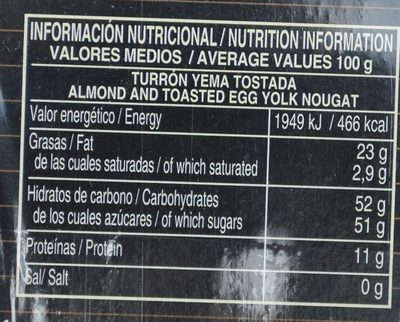 INFORMACIÓN NUTRICIONAL / NUTRITION INFORMATION
VALORES MEDIOS / AVERAGE VALUES 100 g
TURRÓN YEMA TOSTADA
ALMOND AND TOASTED EGG YOLK NOUGAT
Valor energético / Energy 1949 kJ / 466 kcal
Grasas / Fat 23 g
de las cuales saturadas / of which saturated 2,9 g
Hidratos de carbono / Carbohydrates 52 g
de los cuales azúcares / of which sugars 51 g
Proteínas / Protein 11 g
Sal / Salt 0 g